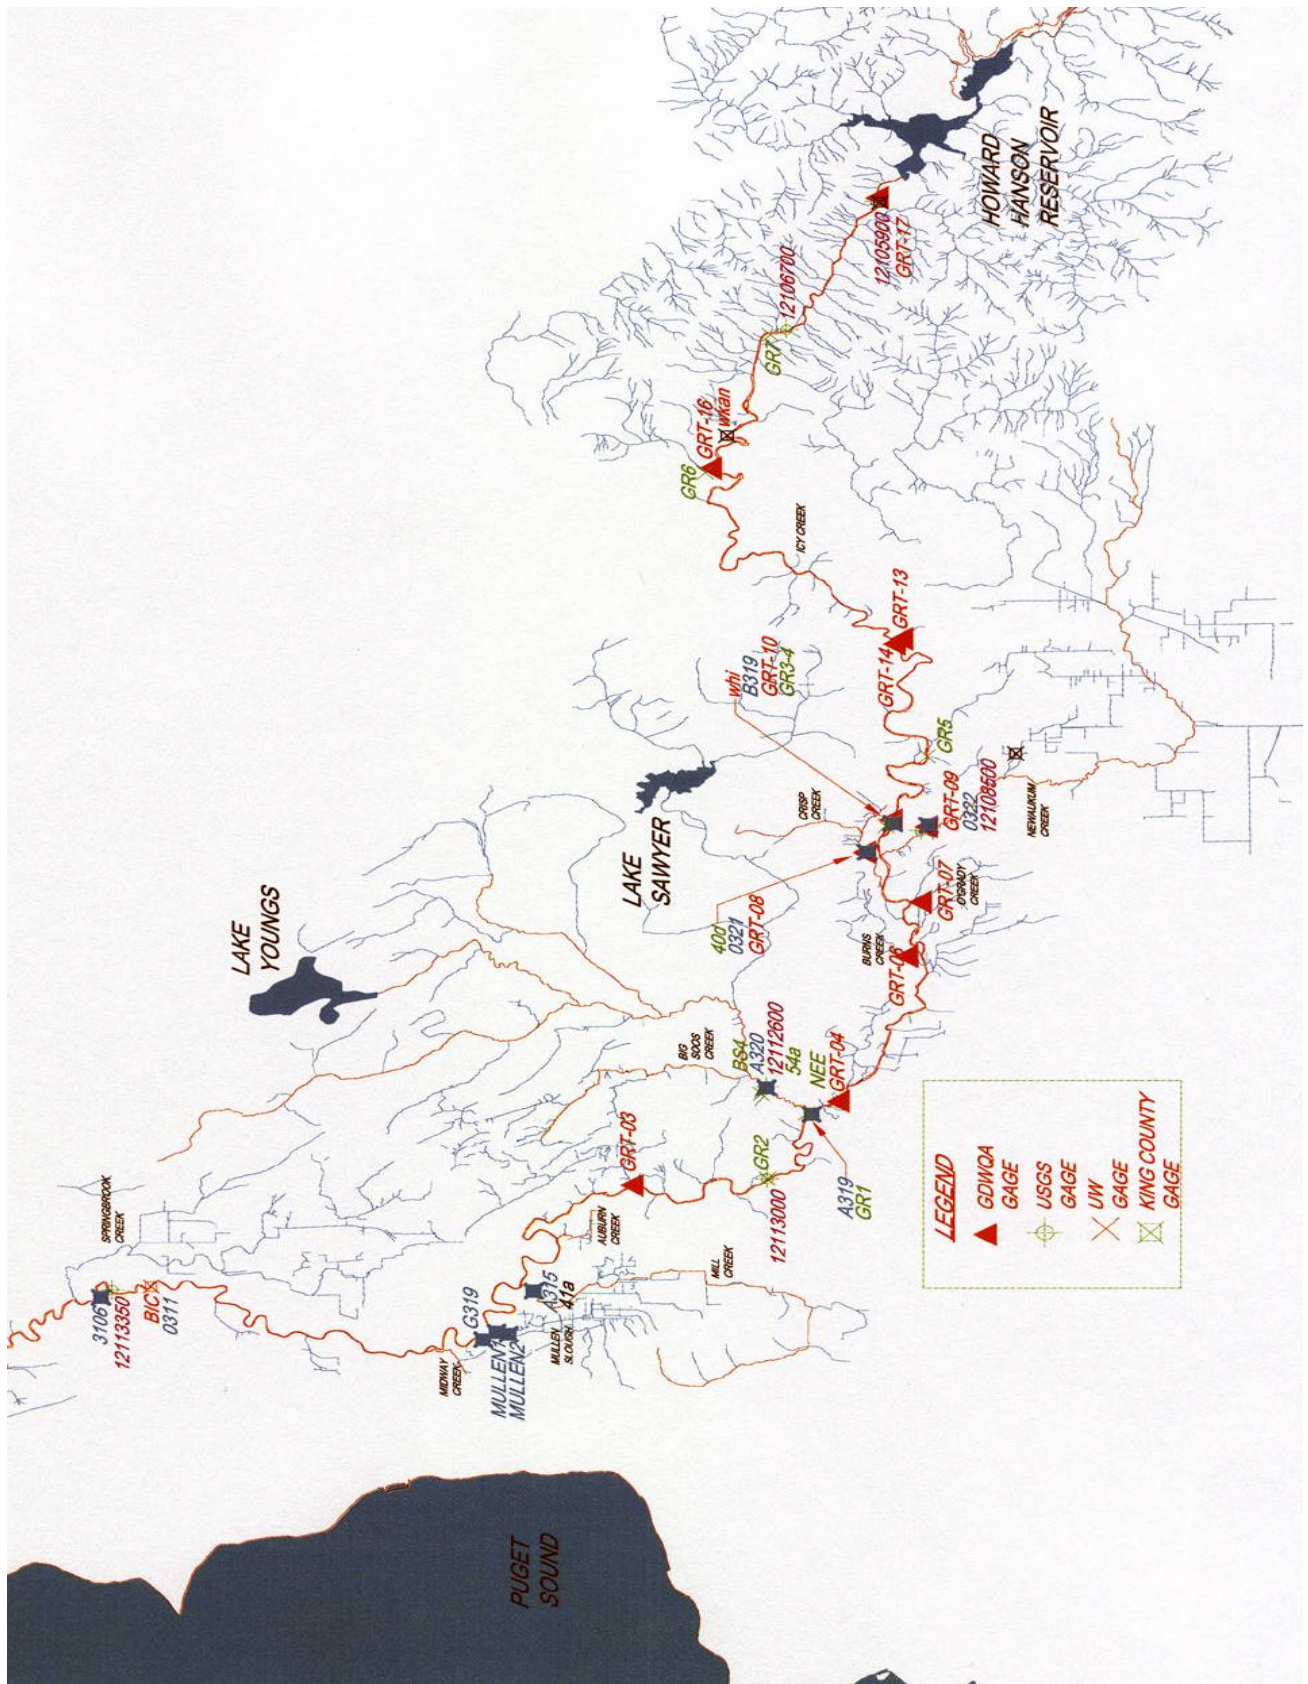 HOWARD
HANSON
RESERVOIR
12105900
GRT-17
12106700
GR7
GRT-16
wkan
GR6
ICY CREEK
GRT-13
GRT-14
whi
B319
GRT-10
GR3-4
GR5
LAKE
SAWYER
CRISP
CREEK
GRT-09
0322
12108500
NEWAUKUM
CREEK
40d
0321
GRT-08
GRT-07
O'GRADY
CREEK
BURNS
CREEK
GRT-06
LAKE
YOUNGS
BIG
SOOS
CREEK
BS4
A320
12112600
54a
NEE
GRT-04
GRT-03
GR2
12113000
A319
GR1
SPRINGBROOK
CREEK
AUBURN
CREEK
MILL
CREEK
3106
12113350
BIC
0311
G319
A315
41a
MULLEN
SLOUGH
MIDWAY
CREEK
MULLEN1
MULLEN2
PUGET
SOUND
LEGEND
GDWQA
GAGE
USGS
GAGE
UW
GAGE
KING COUNTY
GAGE